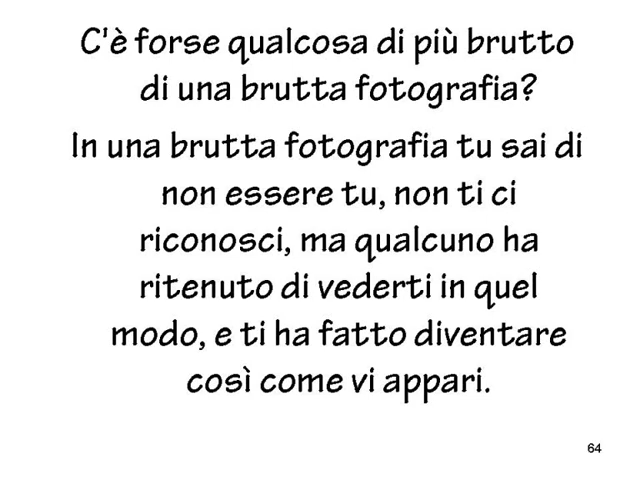 C'è forse qualcosa di più brutto
di una brutta fotografia?
In una brutta fotografia tu sai di
non essere tu, non ti ci
riconosci, ma qualcuno ha
ritenuto di vederti in quel
modo, e ti ha fatto diventare
così come vi appari.
64